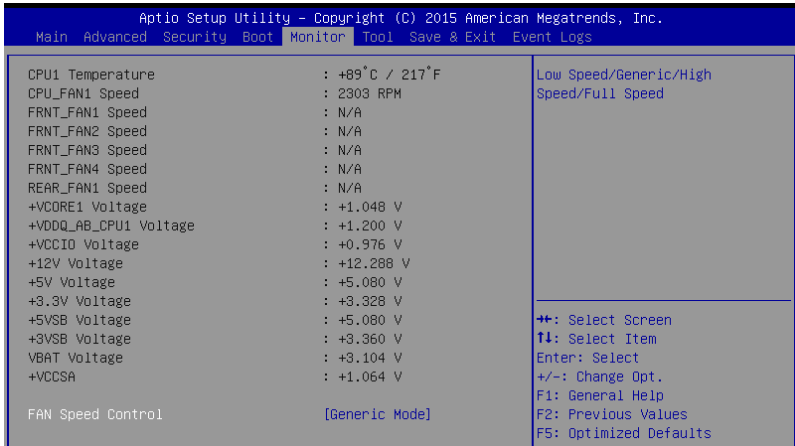 Aptio Setup Utility – Copyright (C) 2015 American Megatrends, Inc.
Main Advanced Security Boot Monitor Tool Save & Exit Event Logs
CPU1 Temperature : +89°C / 217°F
CPU_FAN1 Speed : 2303 RPM
FRNT_FAN1 Speed : N/A
FRNT_FAN2 Speed : N/A
FRNT_FAN3 Speed : N/A
FRNT_FAN4 Speed : N/A
REAR_FAN1 Speed : N/A
+VCORE1 Voltage : +1.048 V
+VDDQ_AB_CPU1 Voltage : +1.200 V
+VCCIO Voltage : +0.976 V
+12V Voltage : +12.288 V
+5V Voltage : +5.080 V
+3.3V Voltage : +3.328 V
+5VSB Voltage : +5.080 V
+3VSB Voltage : +3.360 V
VBAT Voltage : +3.104 V
+VCCSA : +1.064 V
FAN Speed Control [Generic Mode]
Low Speed/Generic/High
Speed/Full Speed
→←: Select Screen
↑↓: Select Item
Enter: Select
+/-: Change Opt.
F1: General Help
F2: Previous Values
F5: Optimized Defaults